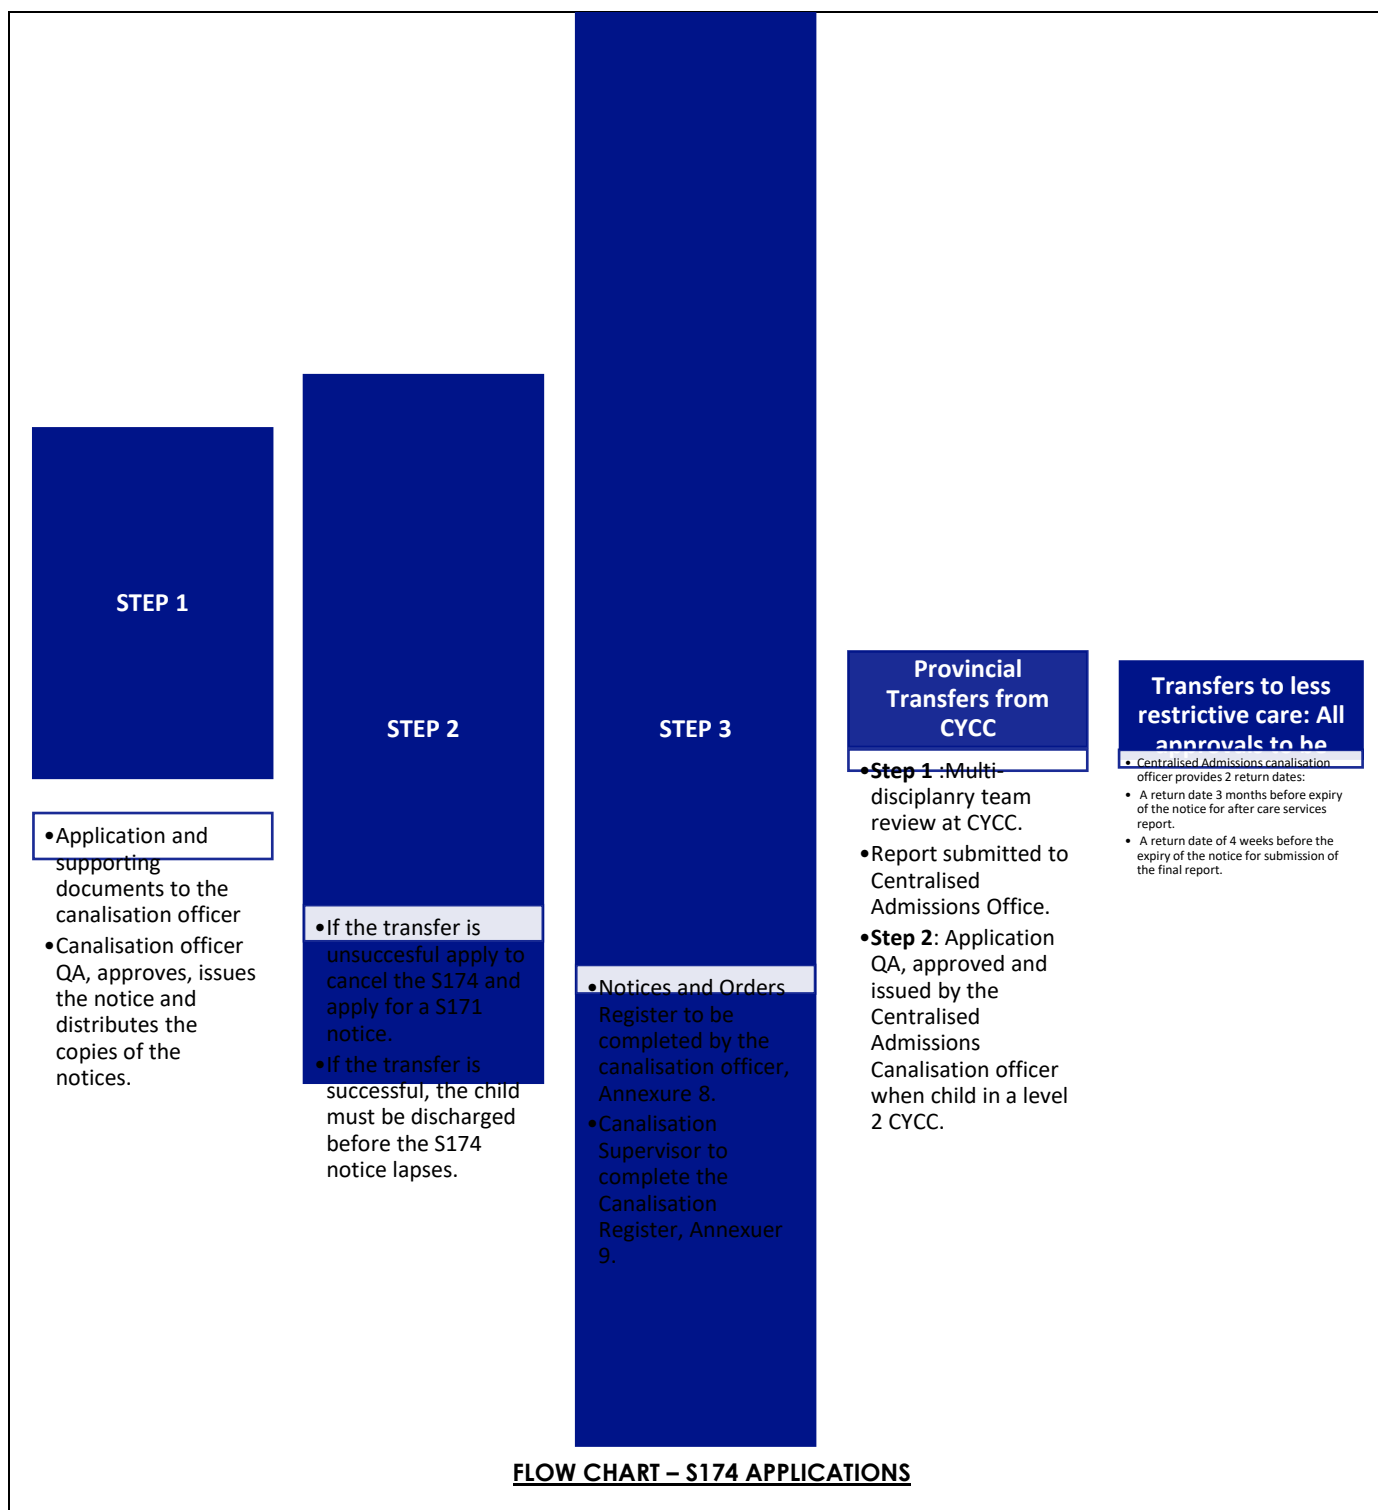 STEP 1
•Application and
supporting
documents to the
canalisation officer
•Canalisation officer
QA, approves, issues
the notice and
distributes the
copies of the
notices.
STEP 2
•If the transfer is
unsuccesful apply to
cancel the S174 and
apply for a S171
notice.
•If the transfer is
successful, the child
must be discharged
before the S174
notice lapses.
STEP 3
•Notices and Orders
Register to be
completed by the
canalisation officer,
Annexure 8.
•Canalisation
Supervisor to
complete the
Canalisation
Register, Annexuer
9.
Provincial
Transfers from
CYCC
•Step 1 :Multi-
discipla​nry team
review at CYCC.
•Report submitted to
Centralised
Admissions Office.
•Step 2: Application
QA, approved and
issued by the
Centralised
Admissions
Canalisation officer
when child in a level
2 CYCC.
Transfers to less
restrictive care: All
approvals to be
• Centralised Admissions canalisation
officer provides 2 return dates:
• A return date 3 months before expiry
of the notice for after care services
report.
• A return date of 4 weeks before the
expiry of the notice for submission of
the final report.
FLOW CHART – S174 APPLICATIONS